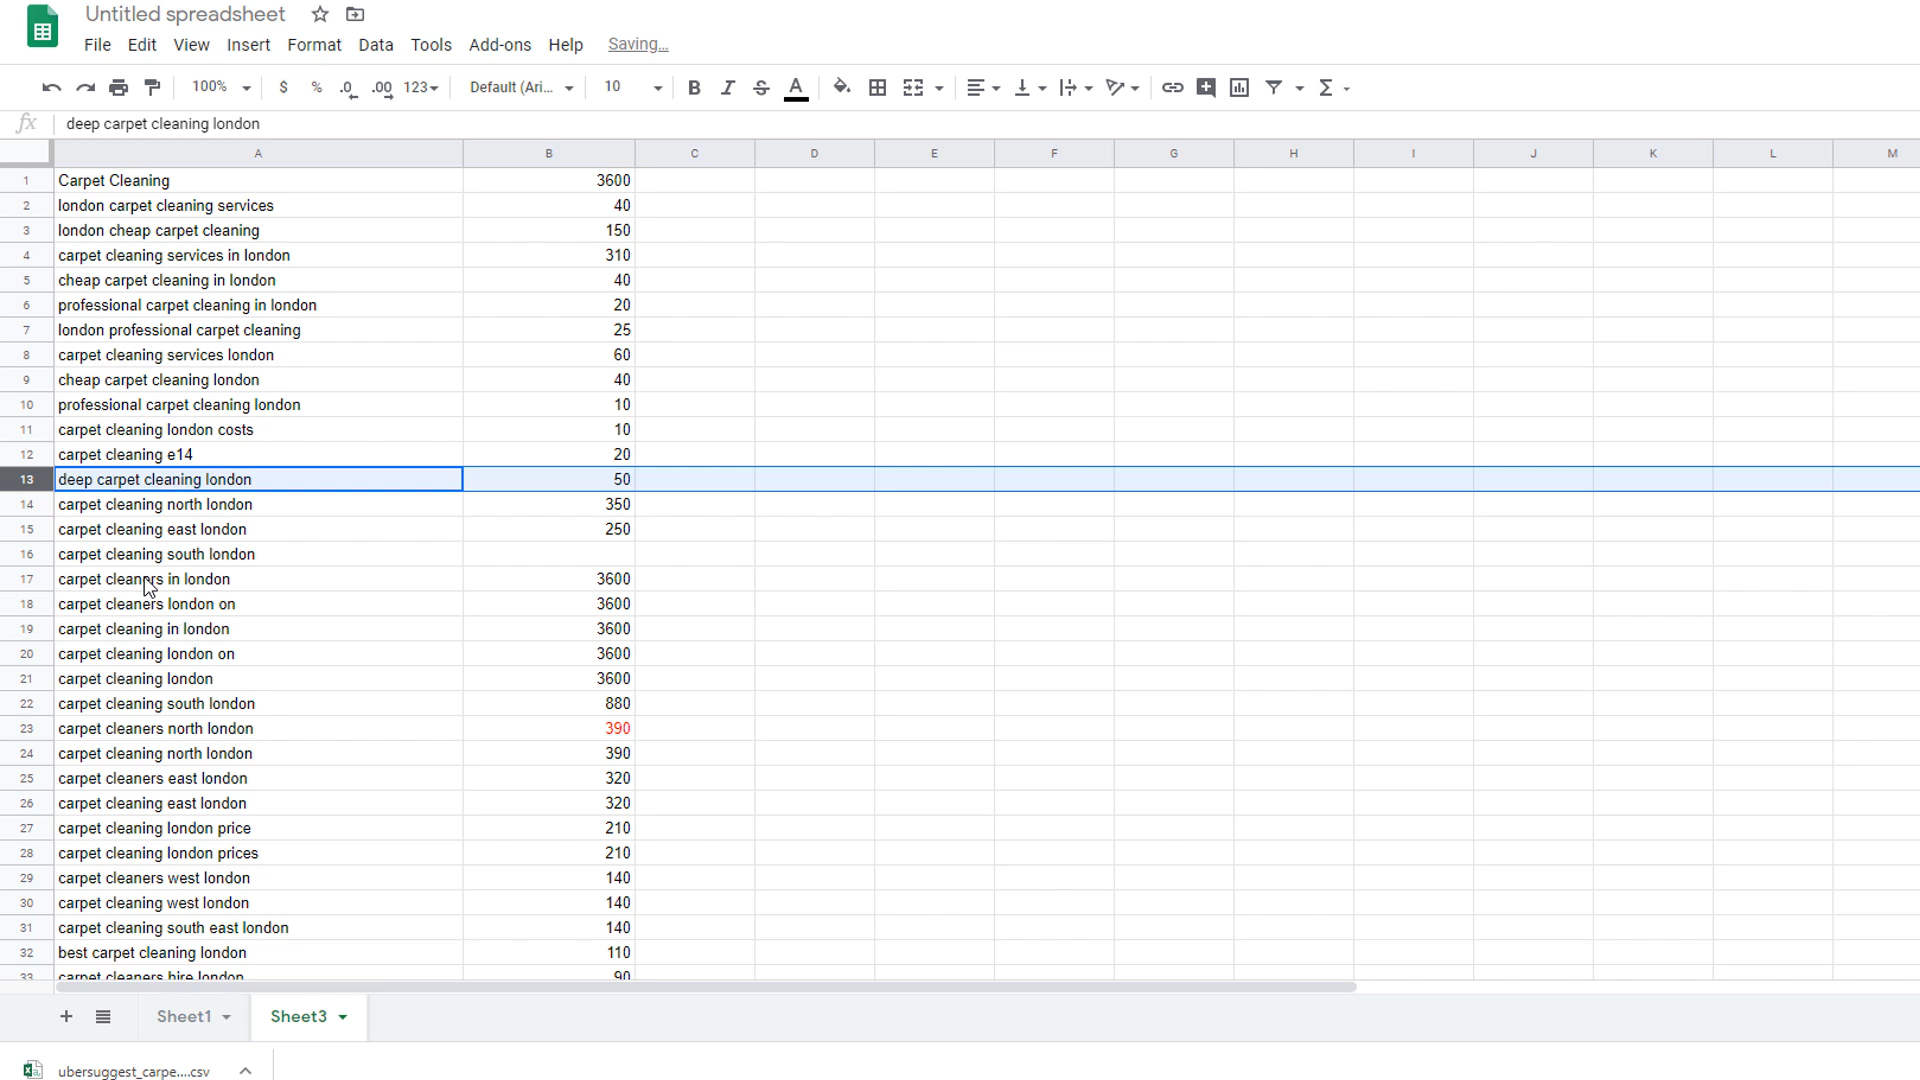 Untitled spreadsheet
File Edit View Insert Format Data Tools Add-ons Help Saving...
100% $ % .0 .00 123 Default (Ari... 10 B I S A Σ
fx deep carpet cleaning london
A B C D E F G H I J K L M
1 Carpet Cleaning 3600
2 london carpet cleaning services 40
3 london cheap carpet cleaning 150
4 carpet cleaning services in london 310
5 cheap carpet cleaning in london 40
6 professional carpet cleaning in london 20
7 london professional carpet cleaning 25
8 carpet cleaning services london 60
9 cheap carpet cleaning london 40
10 professional carpet cleaning london 10
11 carpet cleaning london costs 10
12 carpet cleaning e14 20
13 deep carpet cleaning london 50
14 carpet cleaning north london 350
15 carpet cleaning east london 250
16 carpet cleaning south london
17 carpet cleaners in london 3600
18 carpet cleaners london on 3600
19 carpet cleaning in london 3600
20 carpet cleaning london on 3600
21 carpet cleaning london 3600
22 carpet cleaning south london 880
23 carpet cleaners north london 390
24 carpet cleaning north london 390
25 carpet cleaners east london 320
26 carpet cleaning east london 320
27 carpet cleaning london price 210
28 carpet cleaning london prices 210
29 carpet cleaners west london 140
30 carpet cleaning west london 140
31 carpet cleaning south east london 140
32 best carpet cleaning london 110
33 carpet cleaners hire london 90
+ Sheet1 Sheet3
ubersuggest_carpe....csv